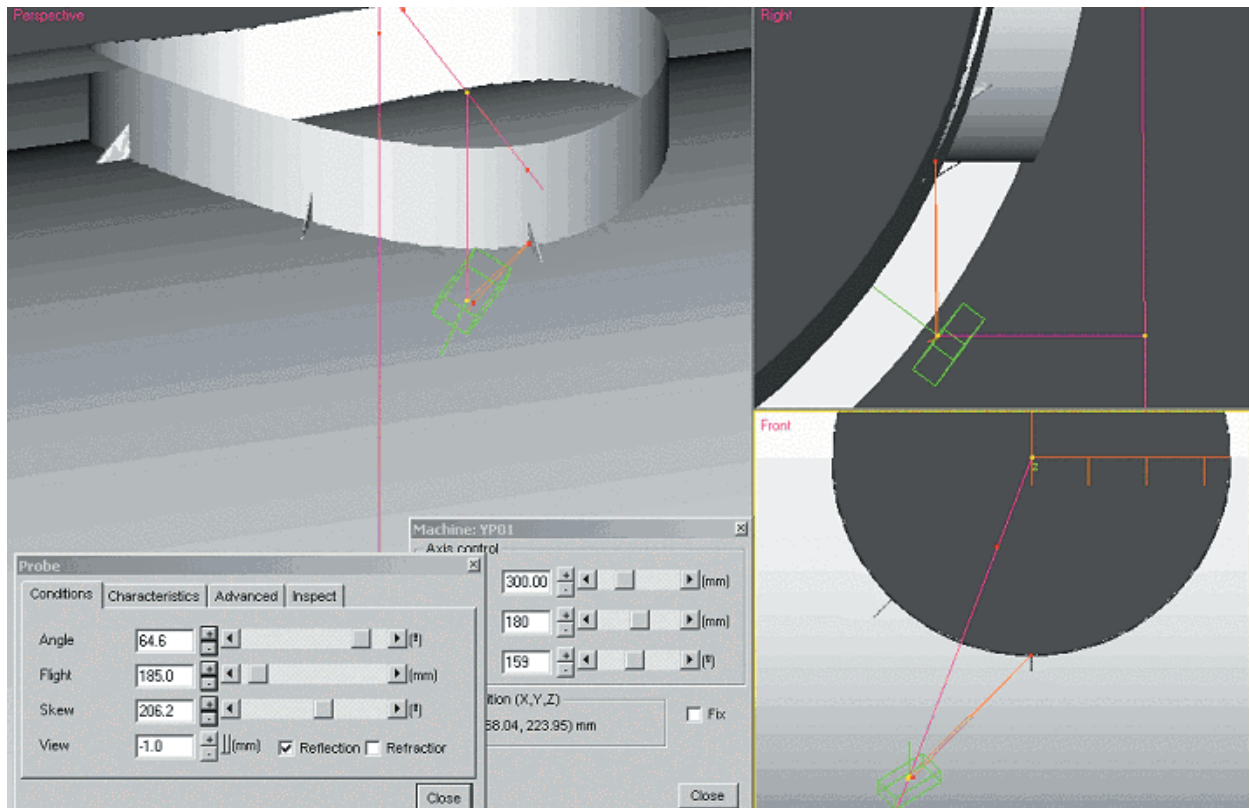 Perspective
Right
Front
z
Machine: YP01
Axis control
300.00 + - (mm)
180 + - (mm)
159 + - (º)
ition (X,Y,Z)
68.04, 223.95) mm
Fix
Close
Probe
Conditions Characteristics Advanced Inspect
Angle 64.6 + - (º)
Flight 185.0 + - (mm)
Skew 206.2 + - (º)
View -1.0 + - (mm) Reflection Refractior
Close